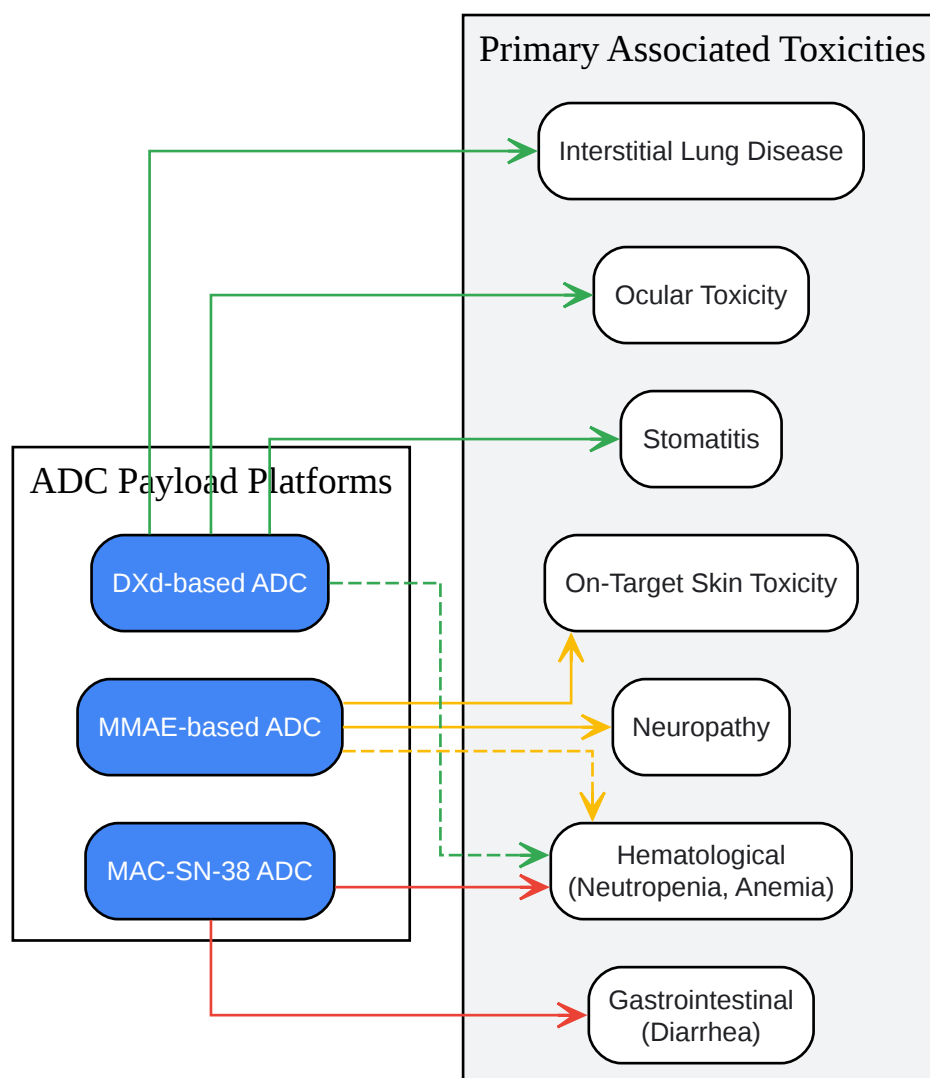 Primary Associated Toxicities
Interstitial Lung Disease
Ocular Toxicity
Stomatitis
ADC Payload Platforms
DXd-based ADC
On-Target Skin Toxicity
MMAE-based ADC
Neuropathy
MAC-SN-38 ADC
Hematological
(Neutropenia, Anemia)
Gastrointestinal
(Diarrhea)